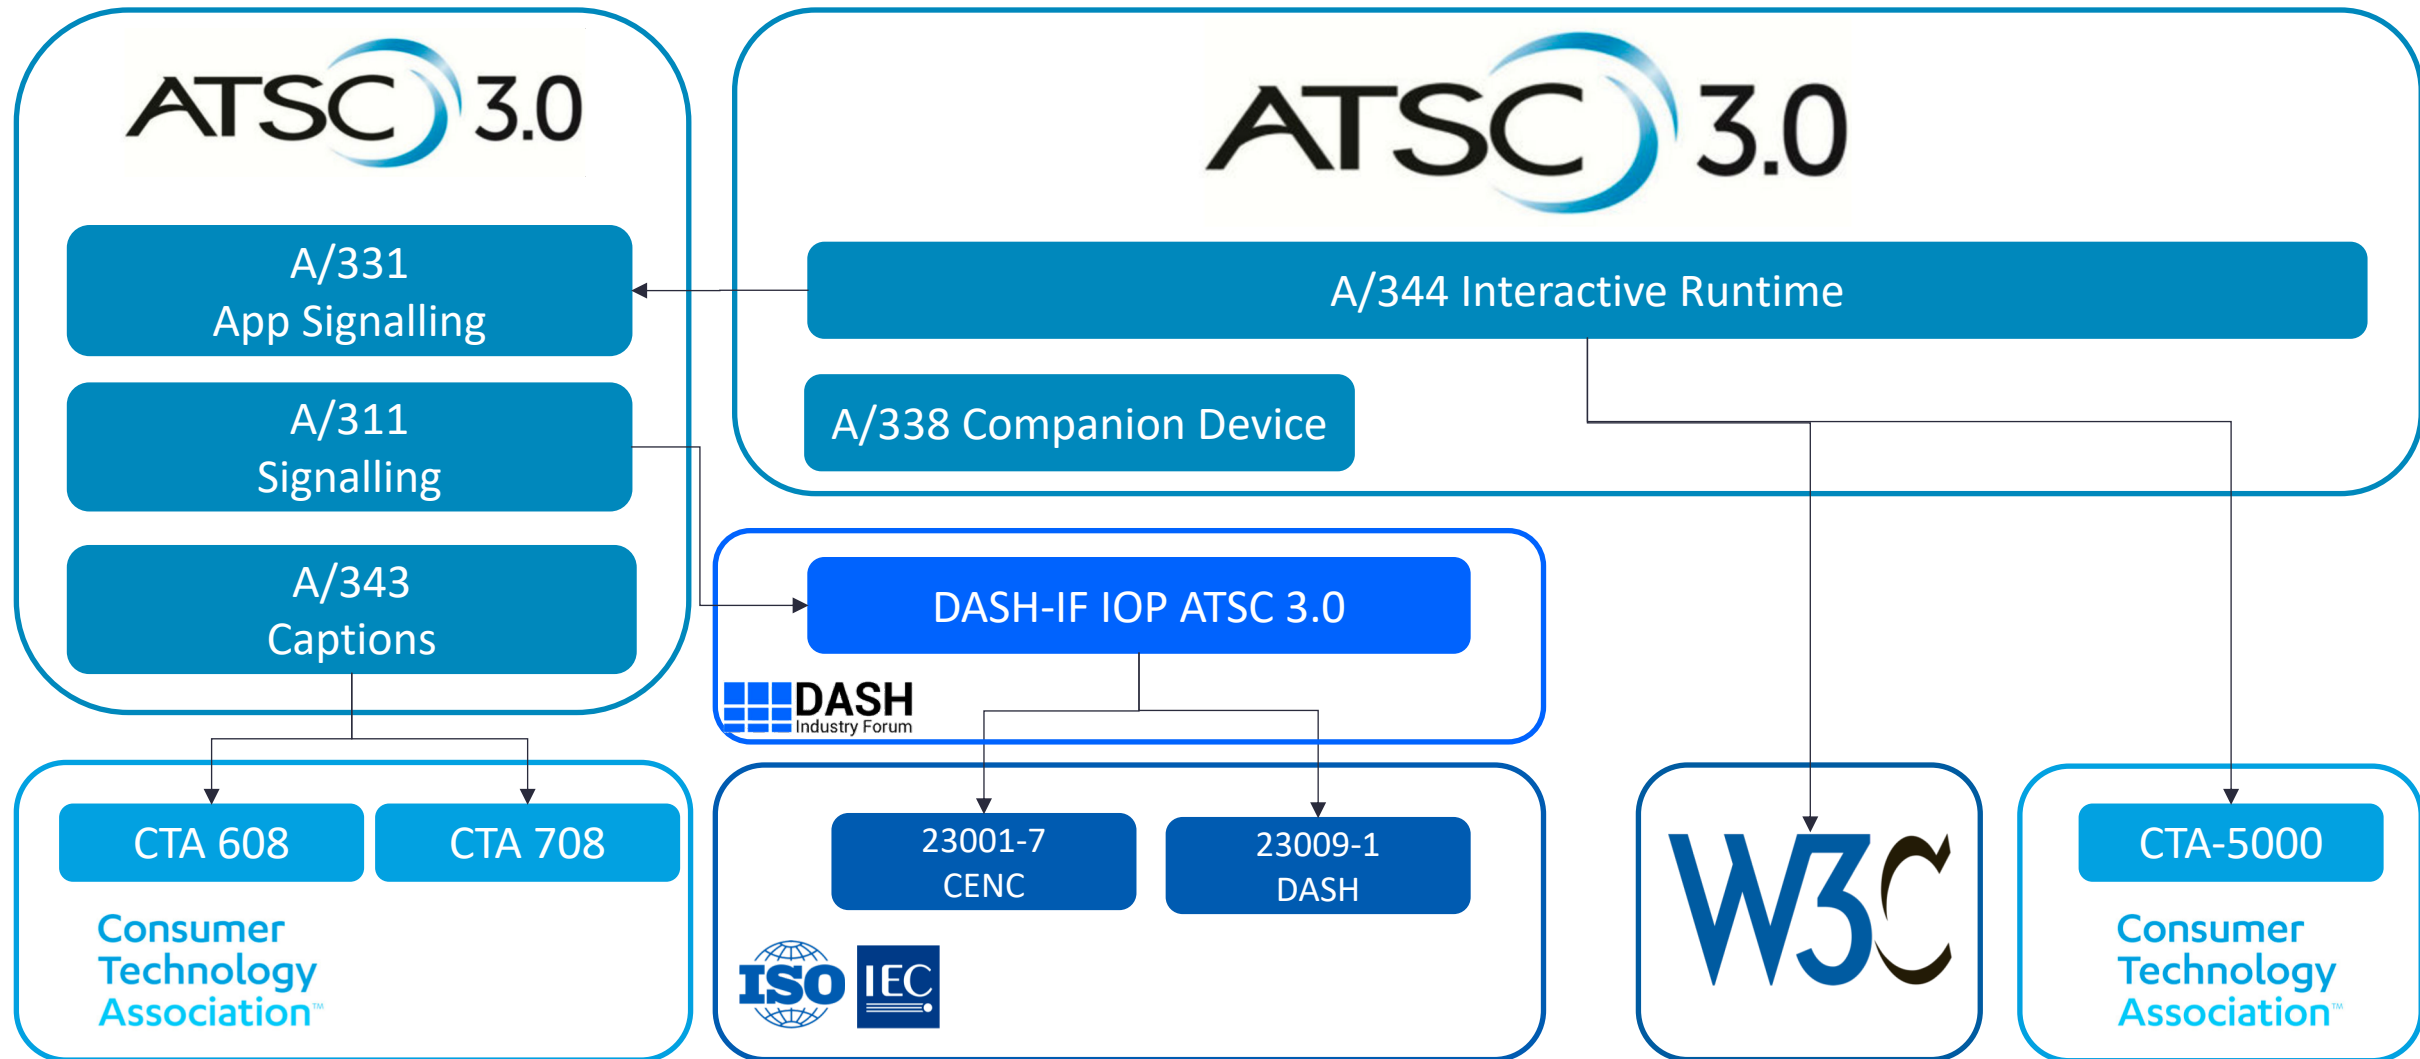 ATSC 3.0
A/331
App Signalling
A/311
Signalling
A/343
Captions
ATSC 3.0
A/344 Interactive Runtime
A/338 Companion Device
DASH-IF IOP ATSC 3.0
DASH
Industry Forum
CTA 608
CTA 708
Consumer
Technology
Association™
23001-7
CENC
23009-1
DASH
ISO
IEC
W3C
CTA-5000
Consumer
Technology
Association™